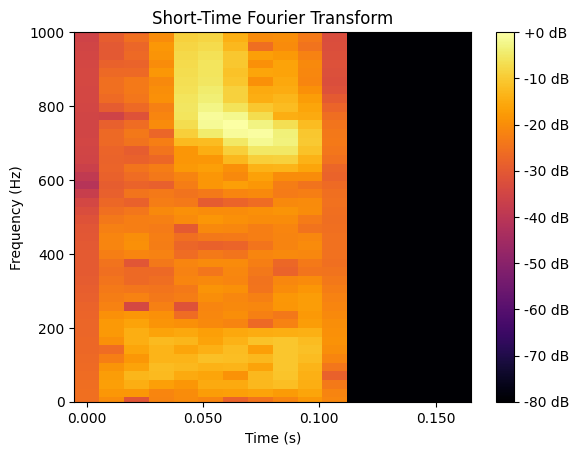 Short-Time Fourier Transform
1000
800
600
400
200
0
Frequency (Hz)
0.000
0.050
0.100
0.150
Time (s)
+0 dB
-10 dB
-20 dB
-30 dB
-40 dB
-50 dB
-60 dB
-70 dB
-80 dB